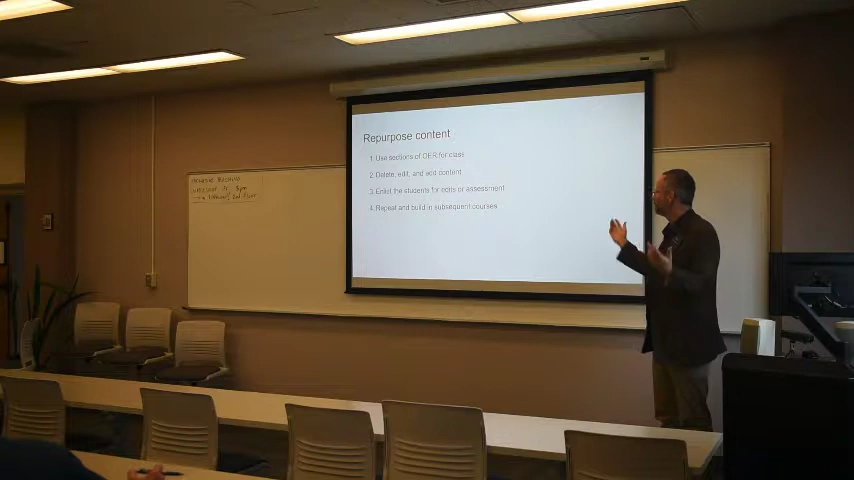 Repurpose content
1. Use sections of OER for class
2. Delete, edit, and add content
3. Enlist the students for edits or assessment
4. Repeat and build in subsequent courses